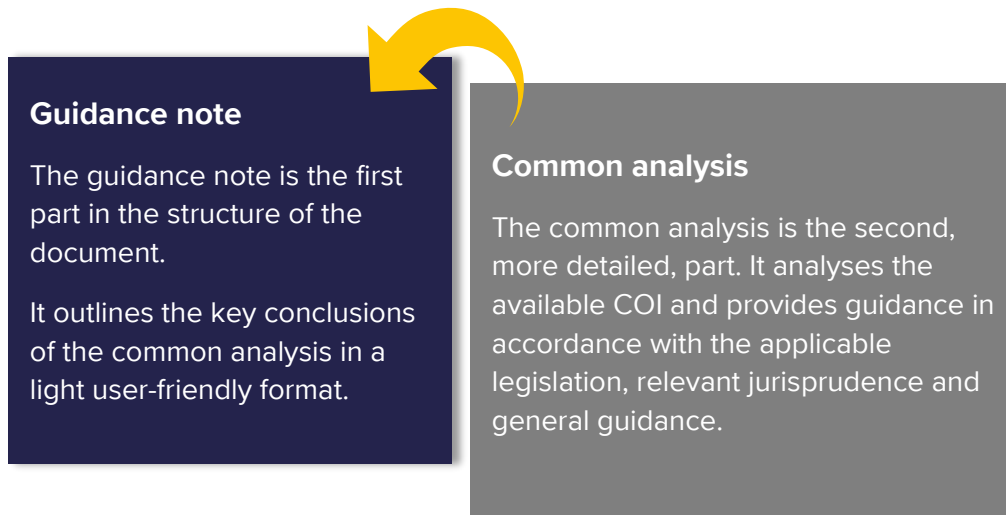 Guidance note
The guidance note is the first
part in the structure of the
document.
It outlines the key conclusions
of the common analysis in a
light user-friendly format.
Common analysis
The common analysis is the second,
more detailed, part. It analyses the
available COI and provides guidance in
accordance with the applicable
legislation, relevant jurisprudence and
general guidance.